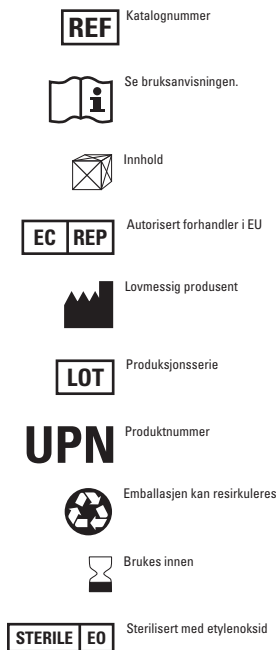 REF Katalognummer
i Se bruksanvisningen.
Innhold
EC REP Autorisert forhandler i EU
Lovmessig produsent
LOT Produksjonsserie
UPN Produktnummer
Emballasjen kan resirkuleres
Brukes innen
STERILE EO Sterilisert med etylenoksid